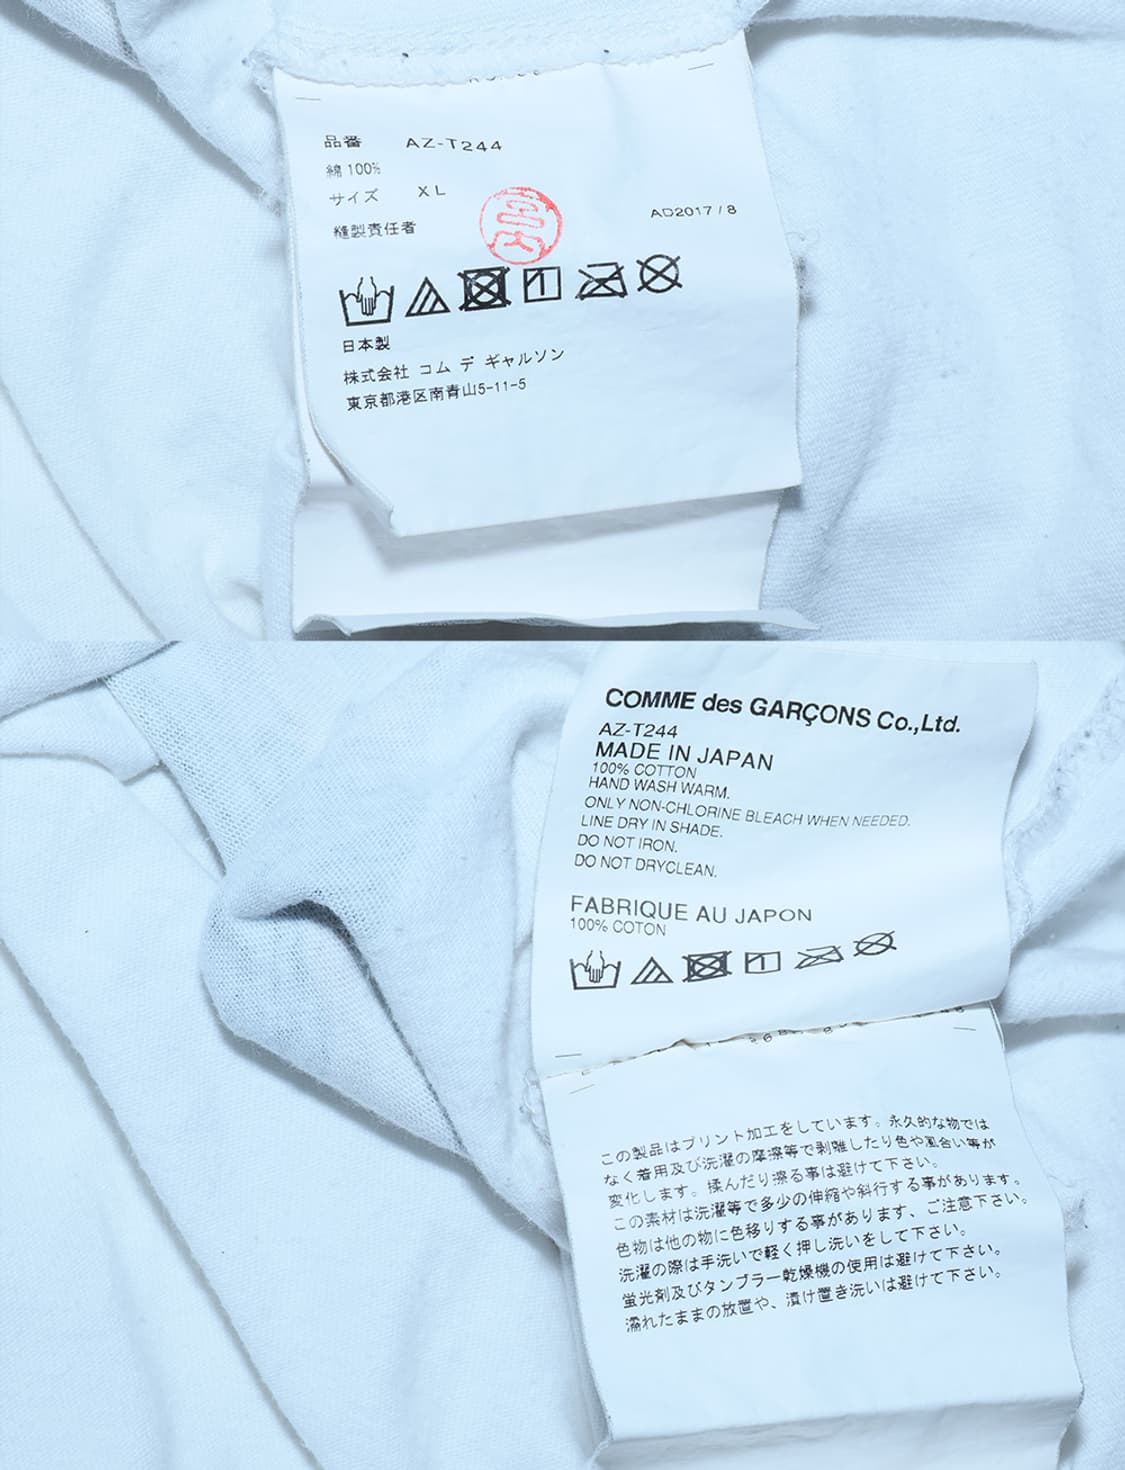 品番 AZ-T244
綿100%
サイズ XL
縫製責任者
AD2017/8
日本製
株式会社 コム デ ギャルソン
東京都港区南青山5-11-5
COMME des GARÇONS Co.,Ltd.
AZ-T244
MADE IN JAPAN
100% COTTON
HAND WASH WARM.
ONLY NON-CHLORINE BLEACH WHEN NEEDED.
LINE DRY IN SHADE.
DO NOT IRON.
DO NOT DRYCLEAN.
FABRIQUE AU JAPON
100% COTON
この製品はプリント加工をしています。永久的な物では
なく着用及び洗濯の摩擦等で剥離したり色や風合い等が
変化します。揉んだり擦る事は避けて下さい。
この素材は洗濯等で多少の伸縮や斜行する事があります。
色物は他の物に色移りする事があります、ご注意下さい。
洗濯の際は手洗いで軽く押し洗いをして下さい。
蛍光剤及びタンブラー乾燥機の使用は避けて下さい。
濡れたままの放置や、漬け置き洗いは避けて下さい。